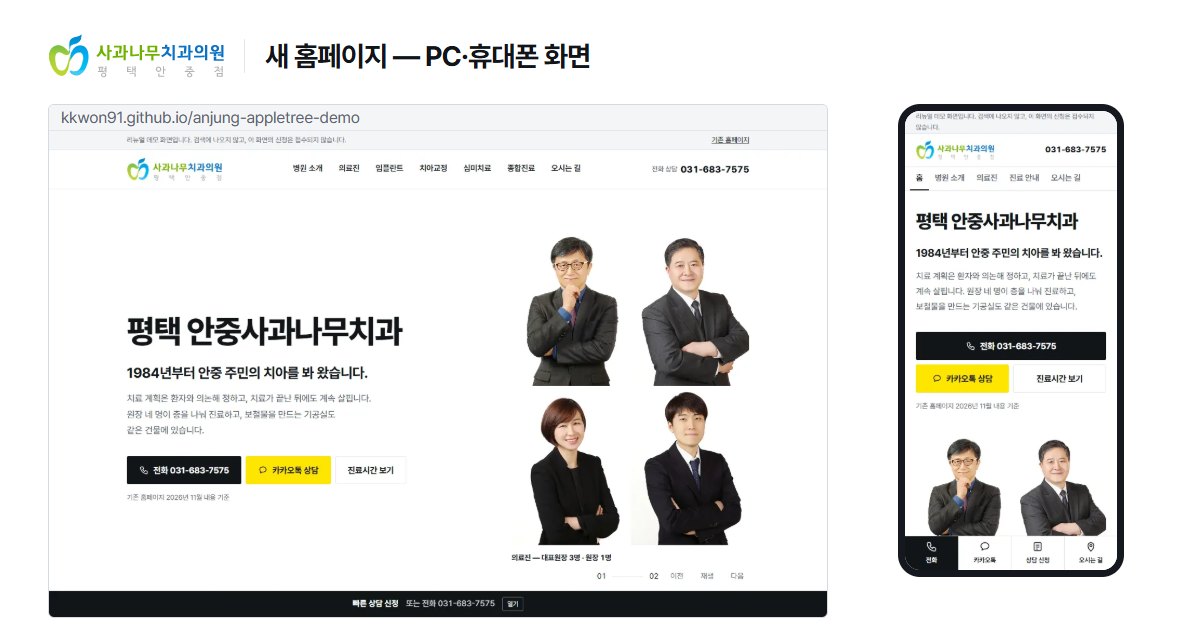 사과나무치과의원
평택안중점
새 홈페이지 — PC·휴대폰 화면
kkwon91.github.io/anjung-appletree-demo
리뉴얼 데모 화면입니다. 검색에 나오지 않고, 이 화면의 신청은 접수되지 않습니다.
기존 홈페이지
사과나무치과의원
평택안중점
병원 소개 의료진 임플란트 치아교정 심미치료 종합진료 오시는 길
전화 상담 031-683-7575
평택 안중사과나무치과
1984년부터 안중 주민의 치아를 봐 왔습니다.
치료 계획은 환자와 의논해 정하고, 치료가 끝난 뒤에도 계속 살핍니다.
원장 네 명이 층을 나눠 진료하고, 보철물을 만드는 기공실도
같은 건물에 있습니다.
전화 031-683-7575
카카오톡 상담
진료시간 보기
기존 홈페이지 2026년 11월 내용 기준
의료진 — 대표원장 3명 · 원장 1명
01 02 이전 재생 다음
빠른 상담 신청 또는 전화 031-683-7575 열기
리뉴얼 데모 화면입니다. 검색에 나오지 않고, 이 화면의 신청은 접수되지
않습니다.
사과나무치과의원
평택안중점
031-683-7575
홈 병원 소개 의료진 진료 안내 오시는 길
평택 안중사과나무치과
1984년부터 안중 주민의 치아를 봐 왔습니다.
치료 계획은 환자와 의논해 정하고, 치료가 끝난 뒤에도
계속 살핍니다. 원장 네 명이 층을 나눠 진료하고,
보철물을 만드는 기공실도 같은 건물에 있습니다.
전화 031-683-7575
카카오톡 상담
진료시간 보기
기존 홈페이지 2026년 11월 내용 기준
전화 카카오톡 상담 신청 오시는 길